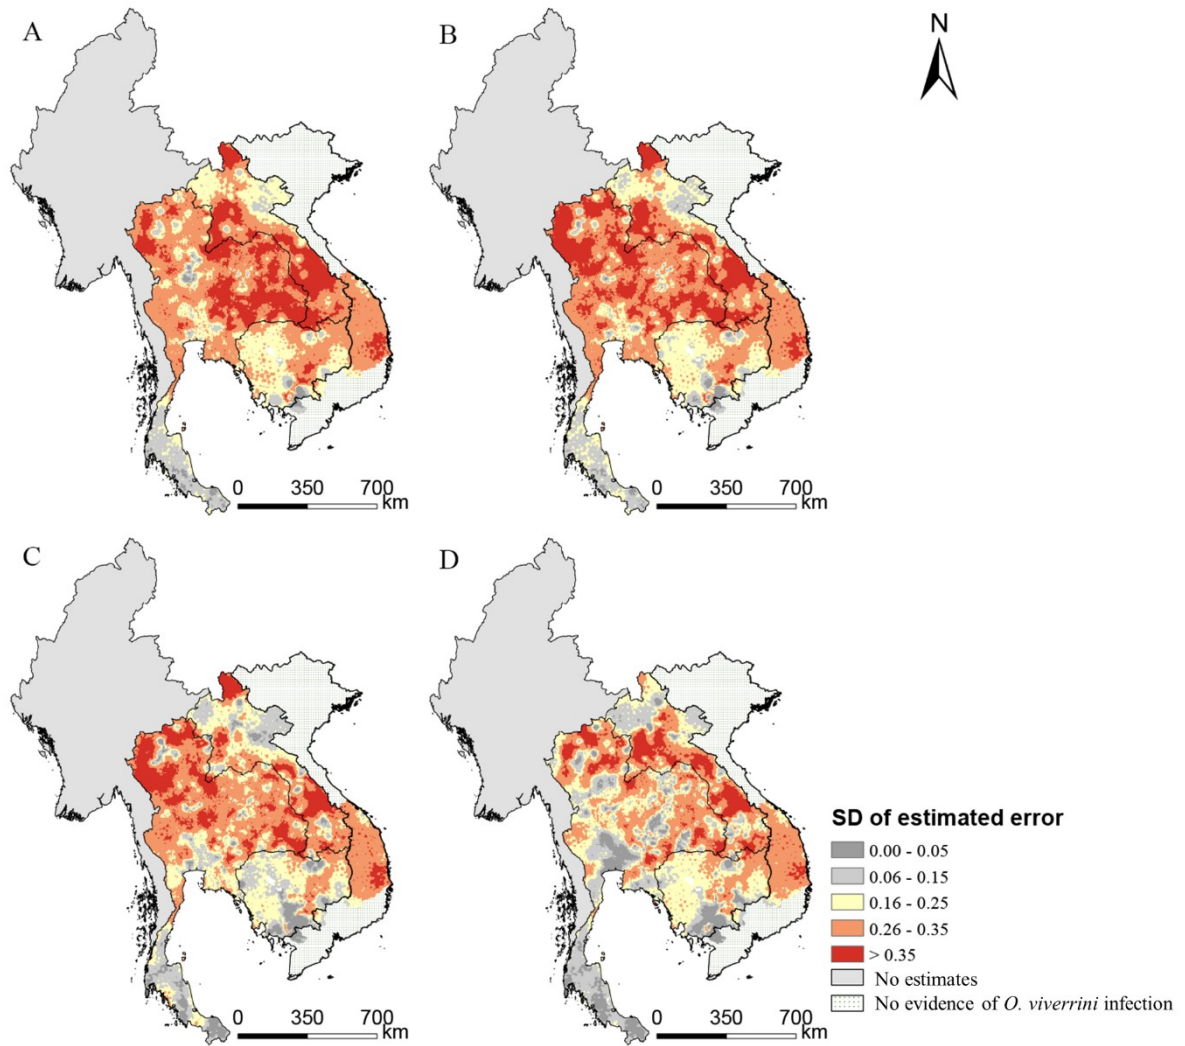 A
B
N
0 350 700
km
0 350 700
km
C
D
SD of estimated error
0.00 - 0.05
0.06 - 0.15
0.16 - 0.25
0.26 - 0.35
> 0.35
No estimates
No evidence of O. viverrini infection
0 350 700
km
0 350 700
km